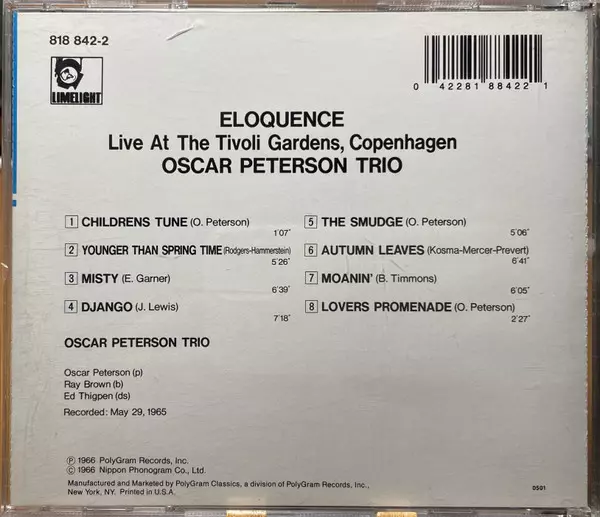 818 842-2
LIMELIGHT
0 42281 88422 1
ELOQUENCE
Live At The Tivoli Gardens, Copenhagen
OSCAR PETERSON TRIO
1 CHILDRENS TUNE (O. Peterson)
1'07"
2 YOUNGER THAN SPRING TIME (Rodgers-Hammerstein)
5'26"
3 MISTY (E. Garner)
6'39"
4 DJANGO (J. Lewis)
7'18"
5 THE SMUDGE (O. Peterson)
5'06"
6 AUTUMN LEAVES (Kosma-Mercer-Prevert)
6'41"
7 MOANIN' (B. Timmons)
6'05"
8 LOVERS PROMENADE (O. Peterson)
2'27"
OSCAR PETERSON TRIO
Oscar Peterson (p)
Ray Brown (b)
Ed Thigpen (ds)
Recorded: May 29, 1965
Ⓟ 1966 PolyGram Records, Inc.
© 1966 Nippon Phonogram Co., Ltd.
Manufactured and Marketed by PolyGram Classics, a division of PolyGram Records, Inc.,
New York, NY. Printed in U.S.A.
0501